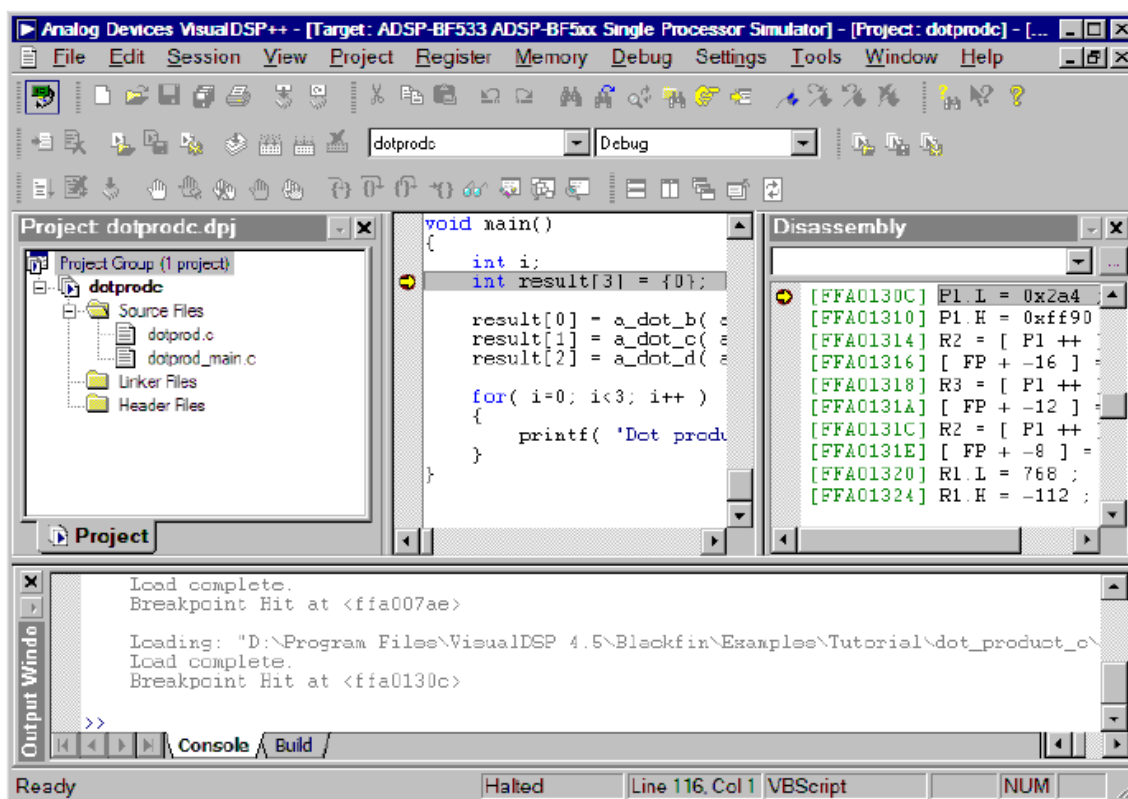 Analog Devices VisualDSP++ - [Target: ADSP-BF533 ADSP-BF5xx Single Processor Simulator] - [Project: dotprodc] - [...
File Edit Session View Project Register Memory Debug Settings Tools Window Help
dotprodc Debug
Project: dotprodc.dpj
Project Group (1 project)
dotprodc
Source Files
dotprod.c
dotprod_main.c
Linker Files
Header Files
Project
void main()
{
int i;
int result[3] = {0};
result[0] = a_dot_b( a
result[1] = a_dot_c( a
result[2] = a_dot_d( a
for( i=0; i<3; i++ )
{
printf( "Dot produ
}
}
Disassembly
...
[FFA0130C] P1.L = 0x2a4 ;
[FFA01310] P1.H = 0xff90
[FFA01314] R2 = [ P1 ++ ]
[FFA01316] [ FP + -16 ] =
[FFA01318] R3 = [ P1 ++ ]
[FFA0131A] [ FP + -12 ] =
[FFA0131C] R2 = [ P1 ++ ]
[FFA0131E] [ FP + -8 ] =
[FFA01320] R1.L = 768 ;
[FFA01324] R1.H = -112 ;
Output Windo
Load complete.
Breakpoint Hit at <ffa007ae>
Loading: "D:\Program Files\VisualDSP 4.5\Blackfin\Examples\Tutorial\dot_product_c\
Load complete.
Breakpoint Hit at <ffa0130c>
>>
Console Build
Ready Halted Line 116, Col 1 VBScript NUM